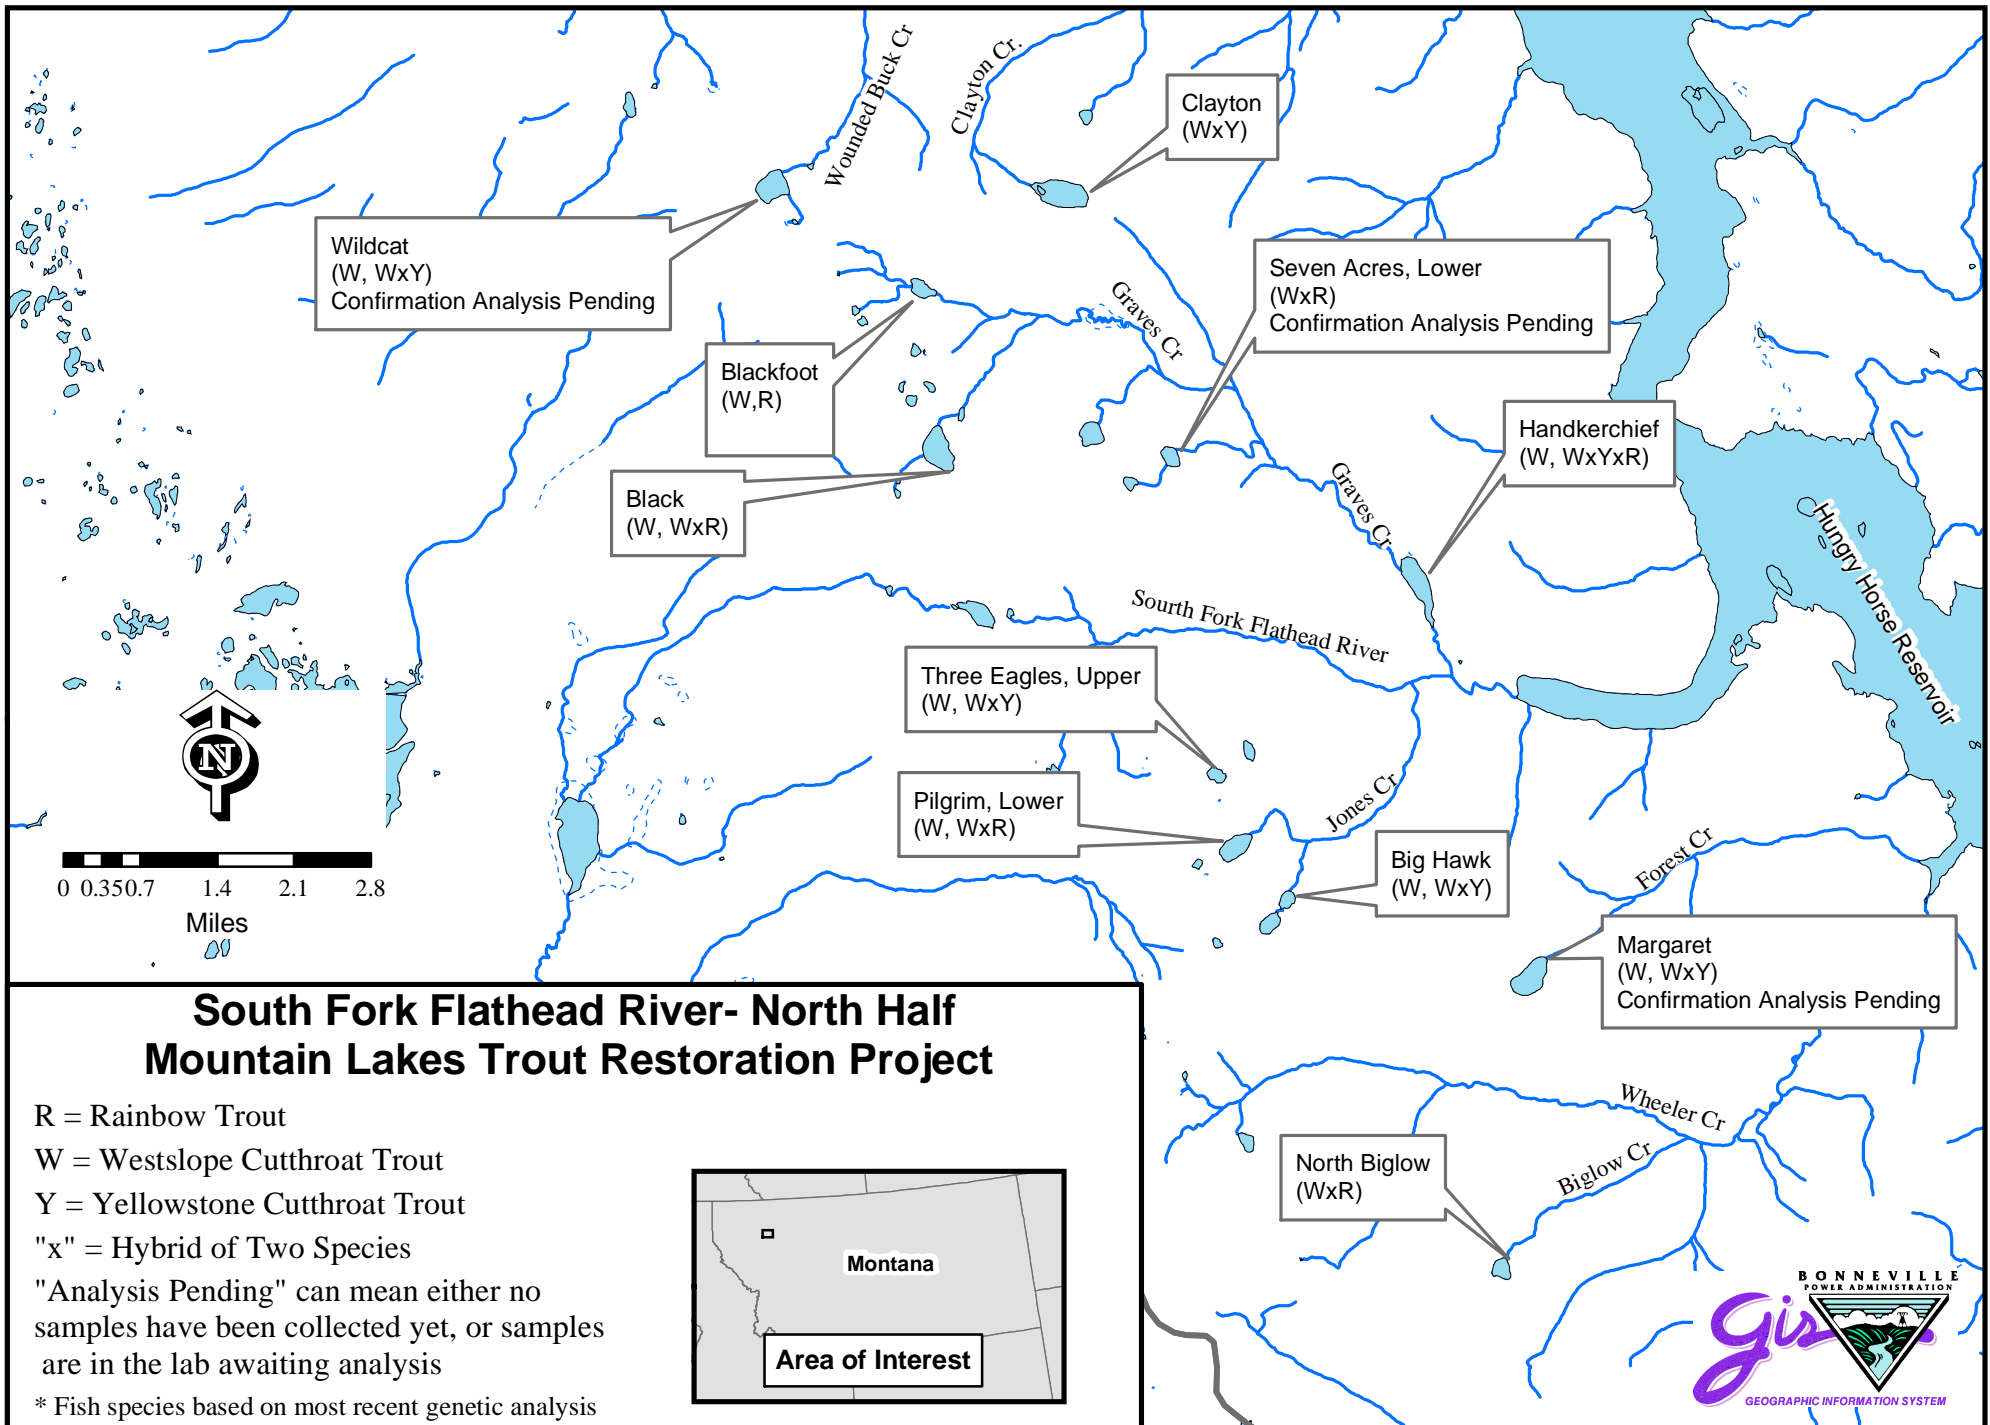 Wounded Buck Cr
Clayton Cr.
Clayton
(WxY)
Wildcat
(W, WxY)
Confirmation Analysis Pending
Seven Acres, Lower
(WxR)
Confirmation Analysis Pending
Graves Cr
Blackfoot
(W,R)
Handkerchief
(W, WxYxR)
Black
(W, WxR)
Graves Cr
Hungry Horse Reservoir
Sourth Fork Flathead River
Three Eagles, Upper
(W, WxY)
Pilgrim, Lower
(W, WxR)
Jones Cr
Big Hawk
(W, WxY)
Forest Cr
Margaret
(W, WxY)
Confirmation Analysis Pending
N
0 0.35 0.7 1.4 2.1 2.8
Miles
South Fork Flathead River- North Half
Mountain Lakes Trout Restoration Project
R = Rainbow Trout
W = Westslope Cutthroat Trout
Y = Yellowstone Cutthroat Trout
"x" = Hybrid of Two Species
"Analysis Pending" can mean either no
samples have been collected yet, or samples
are in the lab awaiting analysis
* Fish species based on most recent genetic analysis
Montana
Area of Interest
Wheeler Cr
Biglow Cr
North Biglow
(WxR)
BONNEVILLE
POWER ADMINISTRATION
Gis
GEOGRAPHIC INFORMATION SYSTEM